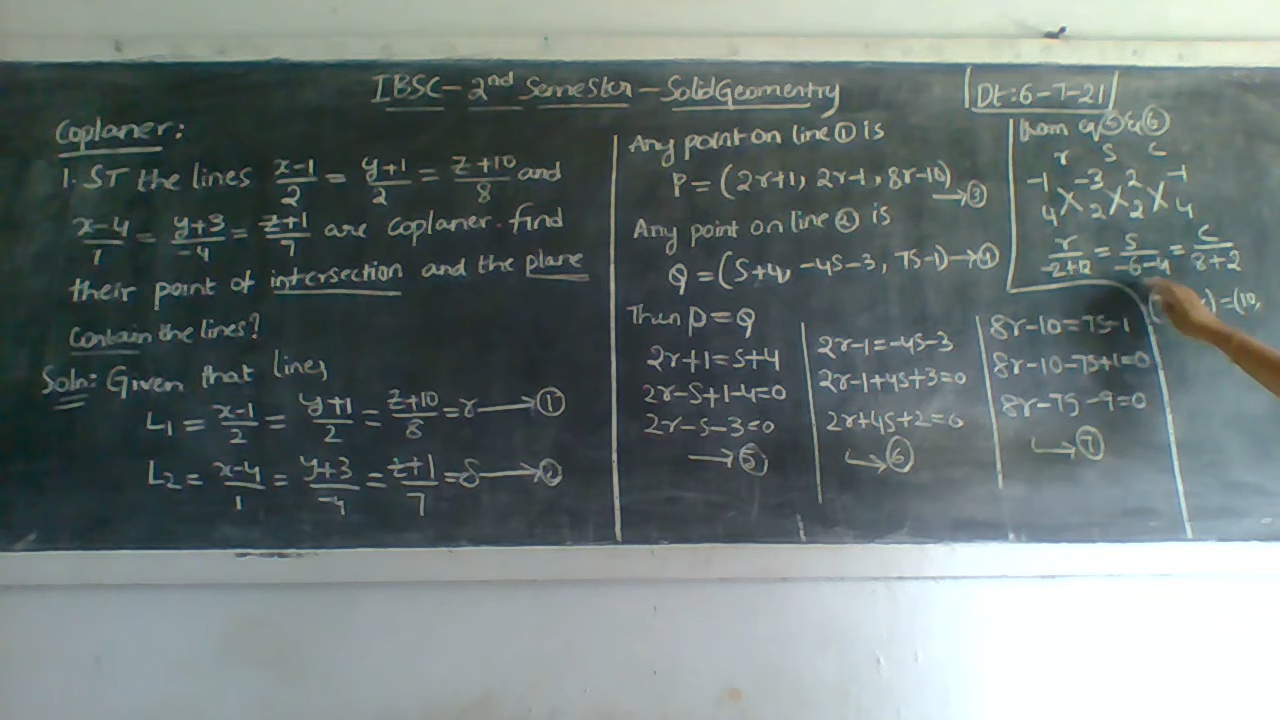 IBSC - 2nd Semester - Solid Geometry
Dt: 6-7-21
Coplaner:
1. ST the lines (x-1)/2 = (y+1)/2 = (z+10)/8 and
(x-4)/1 = (y+3)/-4 = (z+1)/7 are coplaner. find
their point of intersection and the plane
contain the lines?
Soln: Given that lines
L₁ = (x-1)/2 = (y+1)/2 = (z+10)/8 = r → ①
L₂ = (x-4)/1 = (y+3)/-4 = (z+1)/7 = s → ②
Any point on line ① is
P = (2r+1, 2r-1, 8r-10) → ③
Any point on line ② is
Q = (s+4, -4s-3, 7s-1) → ④
Then P = Q
2r+1 = s+4
2r-s+1-4=0
2r-s-3=0
→ ⑤
2r-1=-4s-3
2r-1+4s+3=0
2r+4s+2=0
→ ⑥
8r-10=7s-1
8r-10-7s+1=0
8r-7s-9=0
→ ⑦
from eq ⑤ & ⑥
r s c
-1 -3 2 -1
4 2 2 4
r/(-2+12) = s/(-6-4) = c/(8+2)
) = (10,